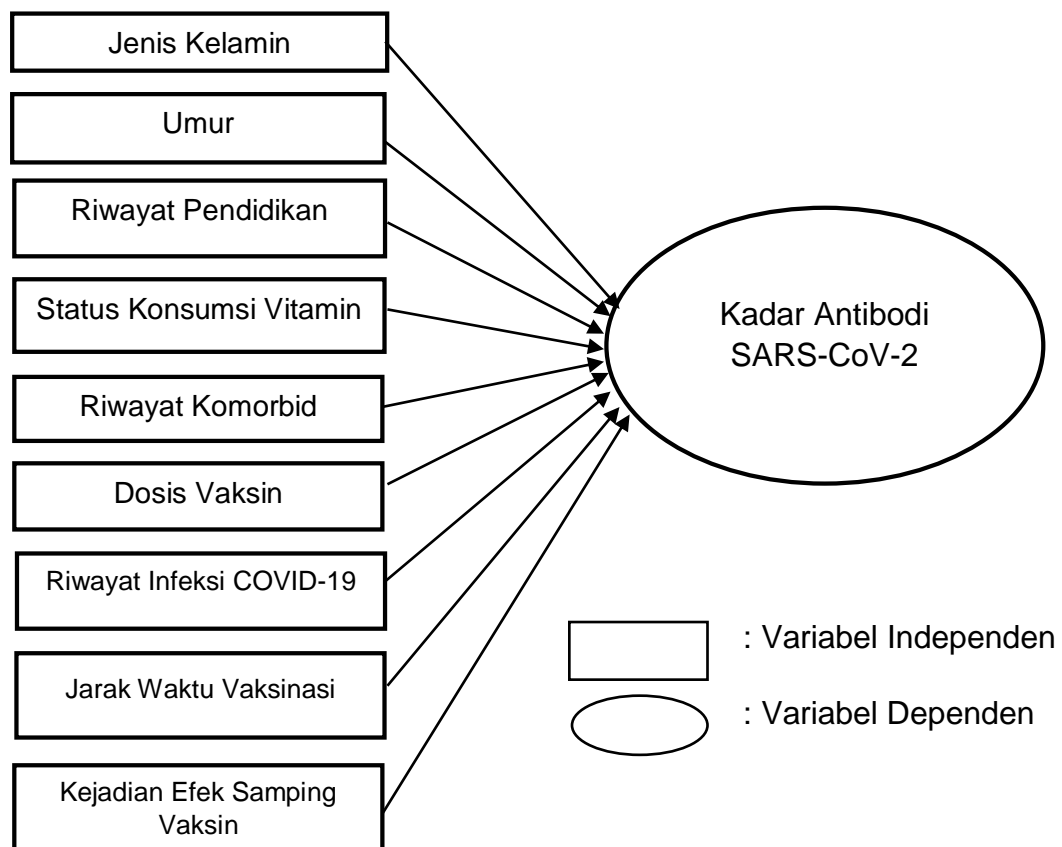 Jenis Kelamin
Umur
Riwayat Pendidikan
Status Konsumsi Vitamin
Riwayat Komorbid
Dosis Vaksin
Riwayat Infeksi COVID-19
Jarak Waktu Vaksinasi
Kejadian Efek Samping
Vaksin
Kadar Antibodi
SARS-CoV-2
: Variabel Independen
: Variabel Dependen